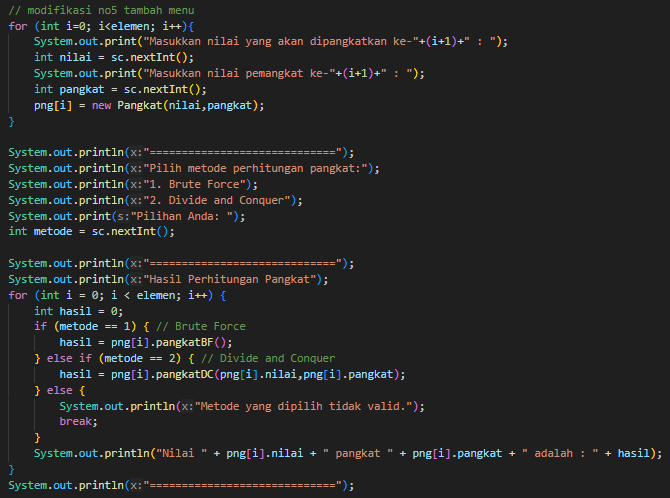 // modifikasi no5 tambah menu
for (int i=0; i<elemen; i++){
    System.out.print("Masukkan nilai yang akan dipangkatkan ke-"+(i+1)+" : ");
    int nilai = sc.nextInt();
    System.out.print("Masukkan nilai pemangkat ke-"+(i+1)+" : ");
    int pangkat = sc.nextInt();
    png[i] = new Pangkat(nilai,pangkat);
}

System.out.println(x:"=============================");
System.out.println(x:"Pilih metode perhitungan pangkat:");
System.out.println(x:"1. Brute Force");
System.out.println(x:"2. Divide and Conquer");
System.out.print(s:"Pilihan Anda: ");
int metode = sc.nextInt();

System.out.println(x:"=============================");
System.out.println(x:"Hasil Perhitungan Pangkat");
for (int i = 0; i < elemen; i++) {
    int hasil = 0;
    if (metode == 1) { // Brute Force
        hasil = png[i].pangkatBF();
    } else if (metode == 2) { // Divide and Conquer
        hasil = png[i].pangkatDC(png[i].nilai,png[i].pangkat);
    } else {
        System.out.println(x:"Metode yang dipilih tidak valid.");
        break;
    }
    System.out.println("Nilai " + png[i].nilai + " pangkat " + png[i].pangkat + " adalah : " + hasil);
}
System.out.println(x:"=============================");